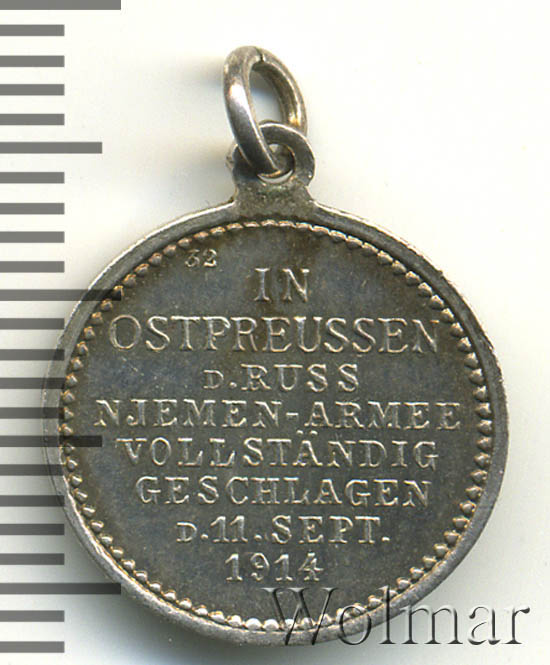 32
IN
OSTPREUSSEN
D. RUSS
NJEMEN-ARMEE
VOLLSTÄNDIG
GESCHLAGEN
D. 11. SEPT.
1914
Wolmar